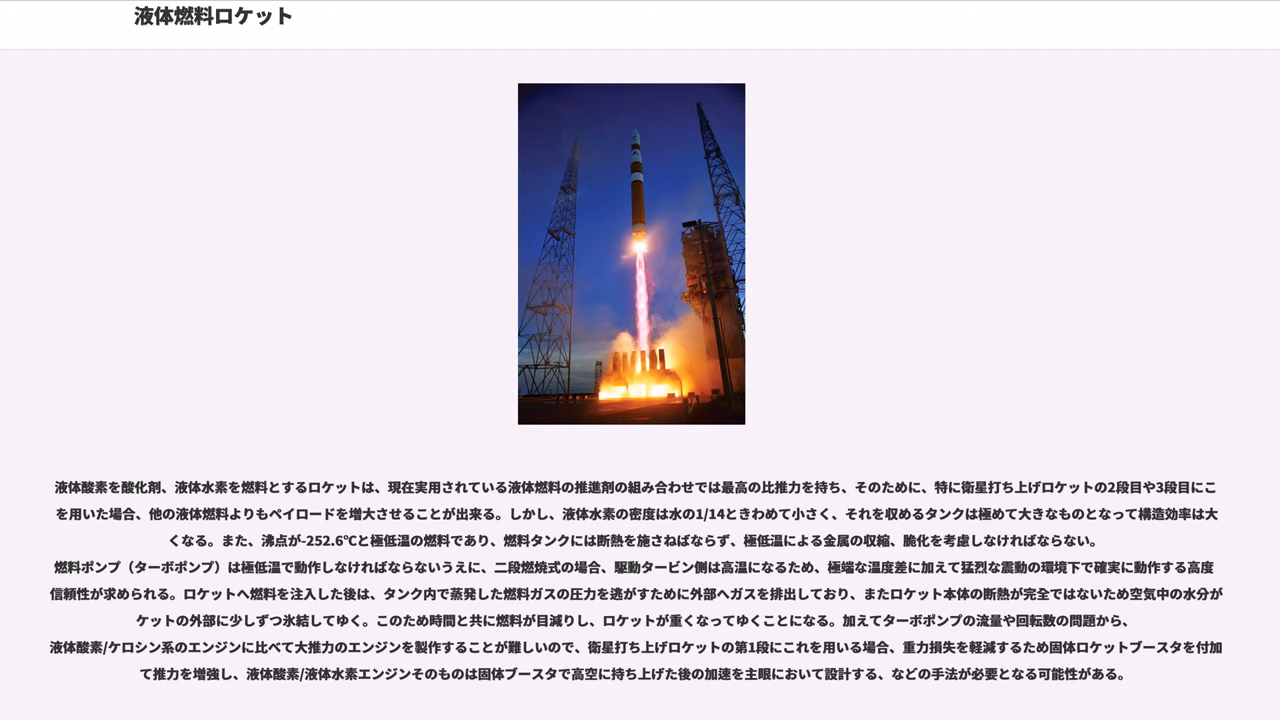 液体燃料ロケット
液体酸素を酸化剤、液体水素を燃料とするロケットは、現在実用されている液体燃料の推進剤の組み合わせでは最高の比推力を持ち、そのために、特に衛星打ち上げロケットの2段目や3段目にこ
を用いた場合、他の液体燃料よりもペイロードを増大させることが出来る。しかし、液体水素の密度は水の1/14ときわめて小さく、それを収めるタンクは極めて大きなものとなって構造効率は大
くなる。また、沸点が-252.6℃と極低温の燃料であり、燃料タンクには断熱を施さねばならず、極低温による金属の収縮、脆化を考慮しなければならない。
燃料ポンプ（ターボポンプ）は極低温で動作しなければならないうえに、二段燃焼式の場合、駆動タービン側は高温になるため、極端な温度差に加えて猛烈な震動の環境下で確実に動作する高度
信頼性が求められる。ロケットへ燃料を注入した後は、タンク内で蒸発した燃料ガスの圧力を逃がすために外部へガスを排出しており、またロケット本体の断熱が完全ではないため空気中の水分が
ケットの外部に少しずつ氷結してゆく。このため時間と共に燃料が目減りし、ロケットが重くなってゆくことになる。加えてターボポンプの流量や回転数の問題から、
液体酸素/ケロシン系のエンジンに比べて大推力のエンジンを製作することが難しいので、衛星打ち上げロケットの第1段にこれを用いる場合、重力損失を軽減するため固体ロケットブースタを付加
て推力を増強し、液体酸素/液体水素エンジンそのものは固体ブースタで高空に持ち上げた後の加速を主眼において設計する、などの手法が必要となる可能性がある。